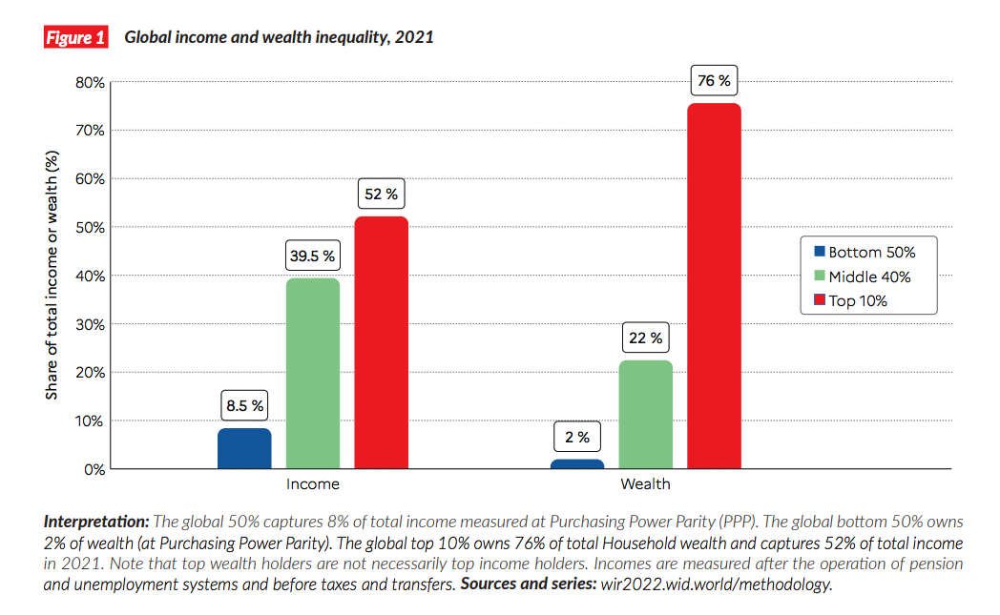 Figure 1 Global income and wealth inequality, 2021
Share of total income or wealth (%)
80%
70%
60%
50%
40%
30%
20%
10%
0%
8.5 %
39.5 %
52 %
2 %
22 %
76 %
Income
Wealth
Bottom 50%
Middle 40%
Top 10%
Interpretation: The global 50% captures 8% of total income measured at Purchasing Power Parity (PPP). The global bottom 50% owns
2% of wealth (at Purchasing Power Parity). The global top 10% owns 76% of total Household wealth and captures 52% of total income
in 2021. Note that top wealth holders are not necessarily top income holders. Incomes are measured after the operation of pension
and unemployment systems and before taxes and transfers. Sources and series: wir2022.wid.world/methodology.